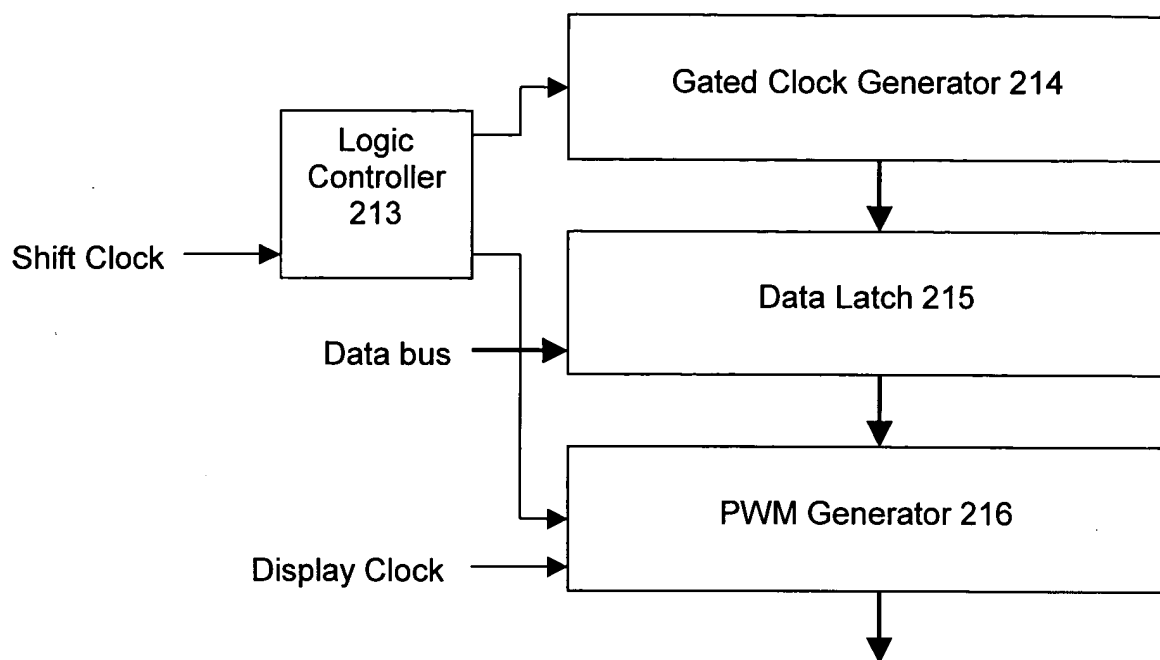 Gated Clock Generator 214
Logic
Controller
213
Shift Clock
Data Latch 215
Data bus
PWM Generator 216
Display Clock